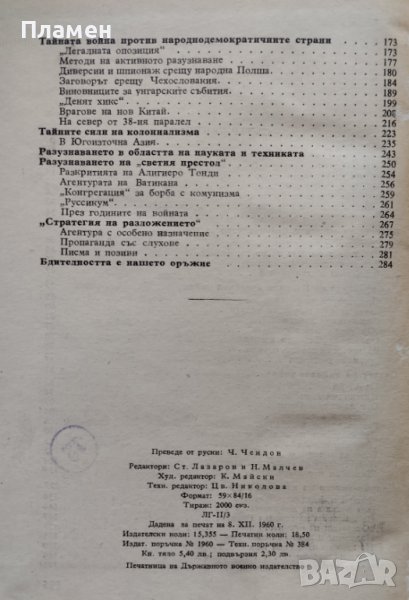 Пламен
Тайната война против народнодемократичните страни 173
„Легалната опозиция“ 173
Методи на активното разузнаване 177
Диверсии и шпионаж срещу народна Полша 180
Заговорът срещу Чехословакия 184
Виновниците за унгарските събития 189
„Денят хикс“ 199
Врагове на нов Китай
На север от 38-ия паралел 216
Тайните сили на колониализма 223
В Югоизточна Азия 235
Разузнаването в областта на науката и техниката 243
Разузнаването на „светия престол“ 250
Разкритията на Алигиеро Тонди 254
Агентурата на Ватикана 256
„Конгрегация“ за борба с комунизма 259
„Руссикум“ 261
През годините на войната 264
„Стратегия на разложението“ 267
Агентура с особено назначение 275
Пропаганда със слухове 279
Писма и позиви 281
Бдителността е нашето оръжие 284
Преведе от руски: Ч. Чендов
Редактори: Ст. Лазаров и Н. Малчев
Худ. редактор: К. Майски
Техн. редактор: Цв. Николова
Формат: 59×84/16
Тираж: 2000 екз.
ЛГ-II/3
Дадена за печат на 8. XII. 1960 г.
Издателски коли: 15,355 — Печатни коли: 18,50
Изд. поръчка № 1960 — Техн. поръчка № 384
Кн. тяло 5,40 лв.; подвързия 2,30 лв.
Печатница на Държавното военно издателство
bazar